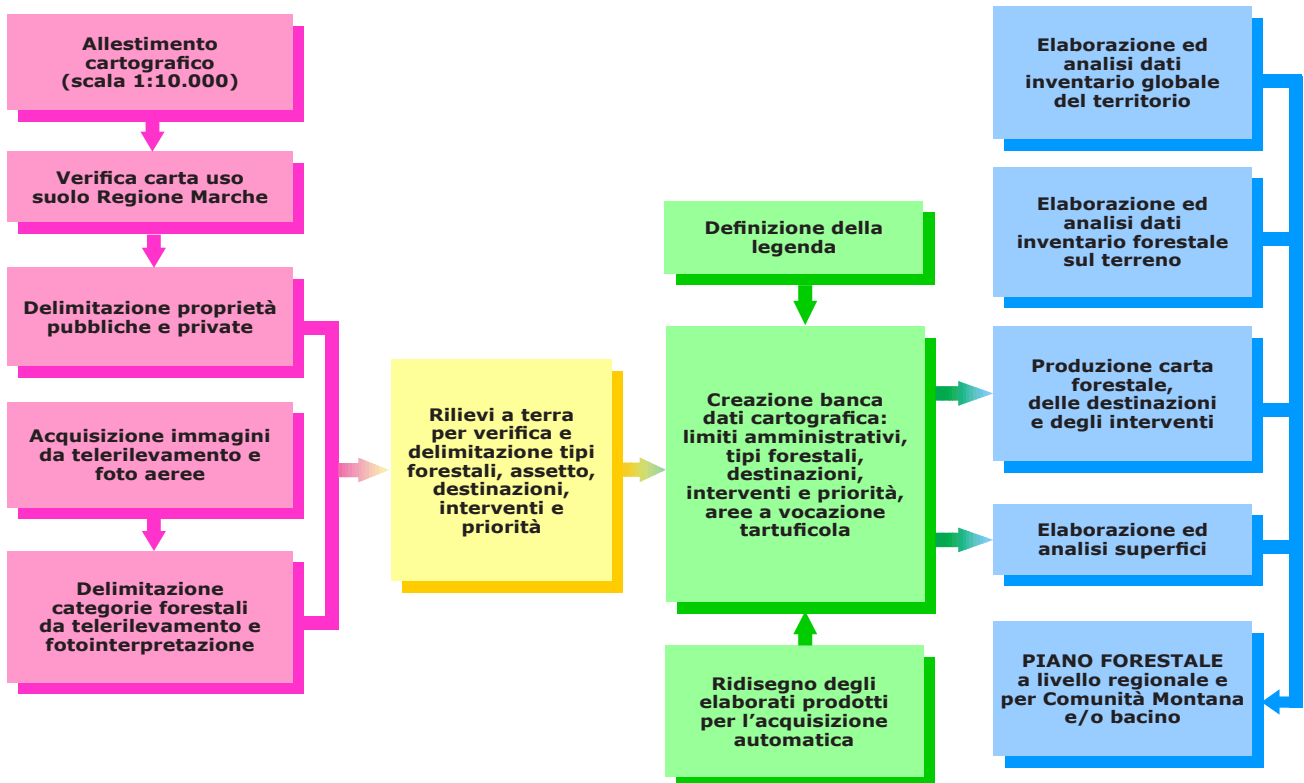 Allestimento
cartografico
(scala 1:10.000)
Verifica carta uso
suolo Regione Marche
Delimitazione proprietà
pubbliche e private
Acquisizione immagini
da telerilevamento e
foto aeree
Delimitazione
categorie forestali
da telerilevamento e
fotointerpretazione
Rilievi a terra
per verifica e
delimitazione tipi
forestali, assetto,
destinazioni,
interventi e
priorità
Definizione della
legenda
Creazione banca
dati cartografica:
limiti amministrativi,
tipi forestali,
destinazioni,
interventi e priorità,
aree a vocazione
tartuficola
Ridisegno degli
elaborati prodotti
per l'acquisizione
automatica
Elaborazione ed
analisi dati
inventario globale
del territorio
Elaborazione ed
analisi dati
inventario forestale
sul terreno
Produzione carta
forestale,
delle destinazioni
e degli interventi
Elaborazione ed
analisi superfici
PIANO FORESTALE
a livello regionale e
per Comunità Montana
e/o bacino